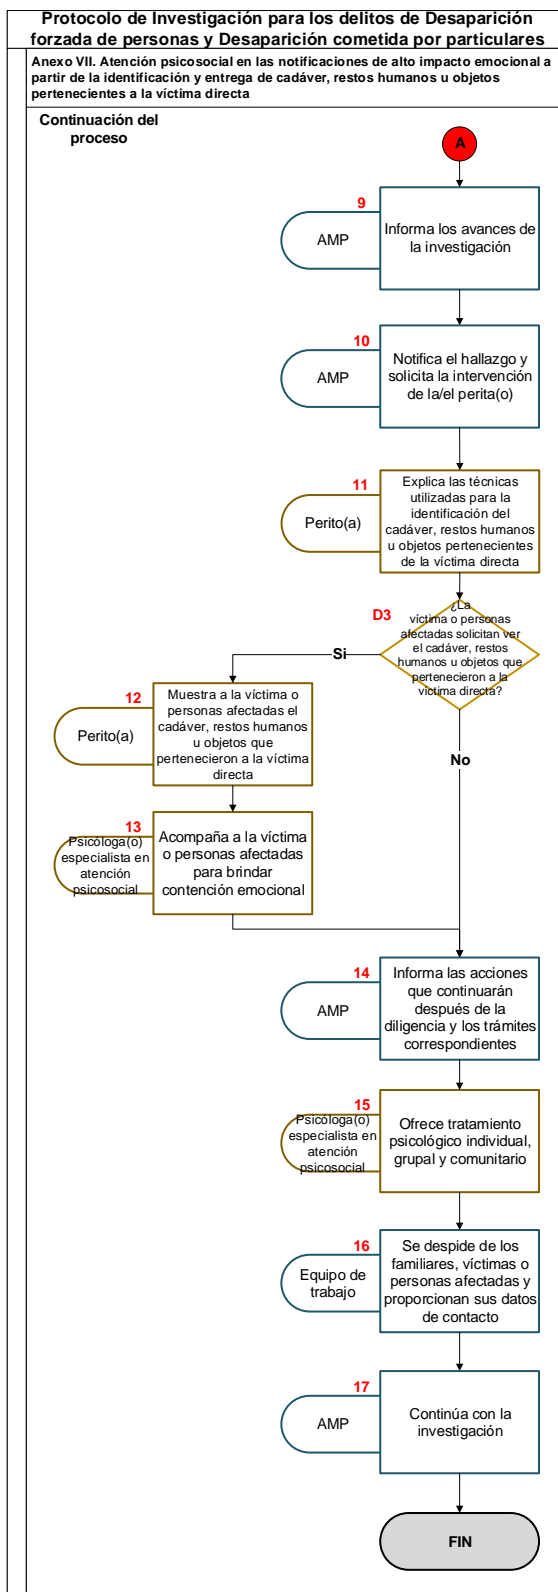 Protocolo de Investigación para los delitos de Desaparición
forzada de personas y Desaparición cometida por particulares
Anexo VII. Atención psicosocial en las notificaciones de alto impacto emocional a
partir de la identificación y entrega de cadáver, restos humanos u objetos
pertenecientes a la víctima directa
Continuación del
proceso
A
9
AMP
Informa los avances de
la investigación
10
AMP
Notifica el hallazgo y
solicita la intervención
de la/el perita(o)
11
Perito(a)
Explica las técnicas
utilizadas para la
identificación del
cadáver, restos humanos
u objetos pertenecientes
de la víctima directa
D3
¿La
víctima o personas
afectadas solicitan ver
el cadáver, restos
humanos u objetos que
pertenecieron a la
víctima directa?
Si
No
12
Perito(a)
Muestra a la víctima o
personas afectadas el
cadáver, restos humanos
u objetos que
pertenecieron a la víctima
directa
13
Psicóloga(o)
especialista en
atención
psicosocial
Acompaña a la víctima
o personas afectadas
para brindar
contención emocional
14
AMP
Informa las acciones
que continuarán
después de la
diligencia y los trámites
correspondientes
15
Psicóloga(o)
especialista en
atención
psicosocial
Ofrece tratamiento
psicológico individual,
grupal y comunitario
16
Equipo de
trabajo
Se despide de los
familiares, víctimas o
personas afectadas y
proporcionan sus datos
de contacto
17
AMP
Continúa con la
investigación
FIN